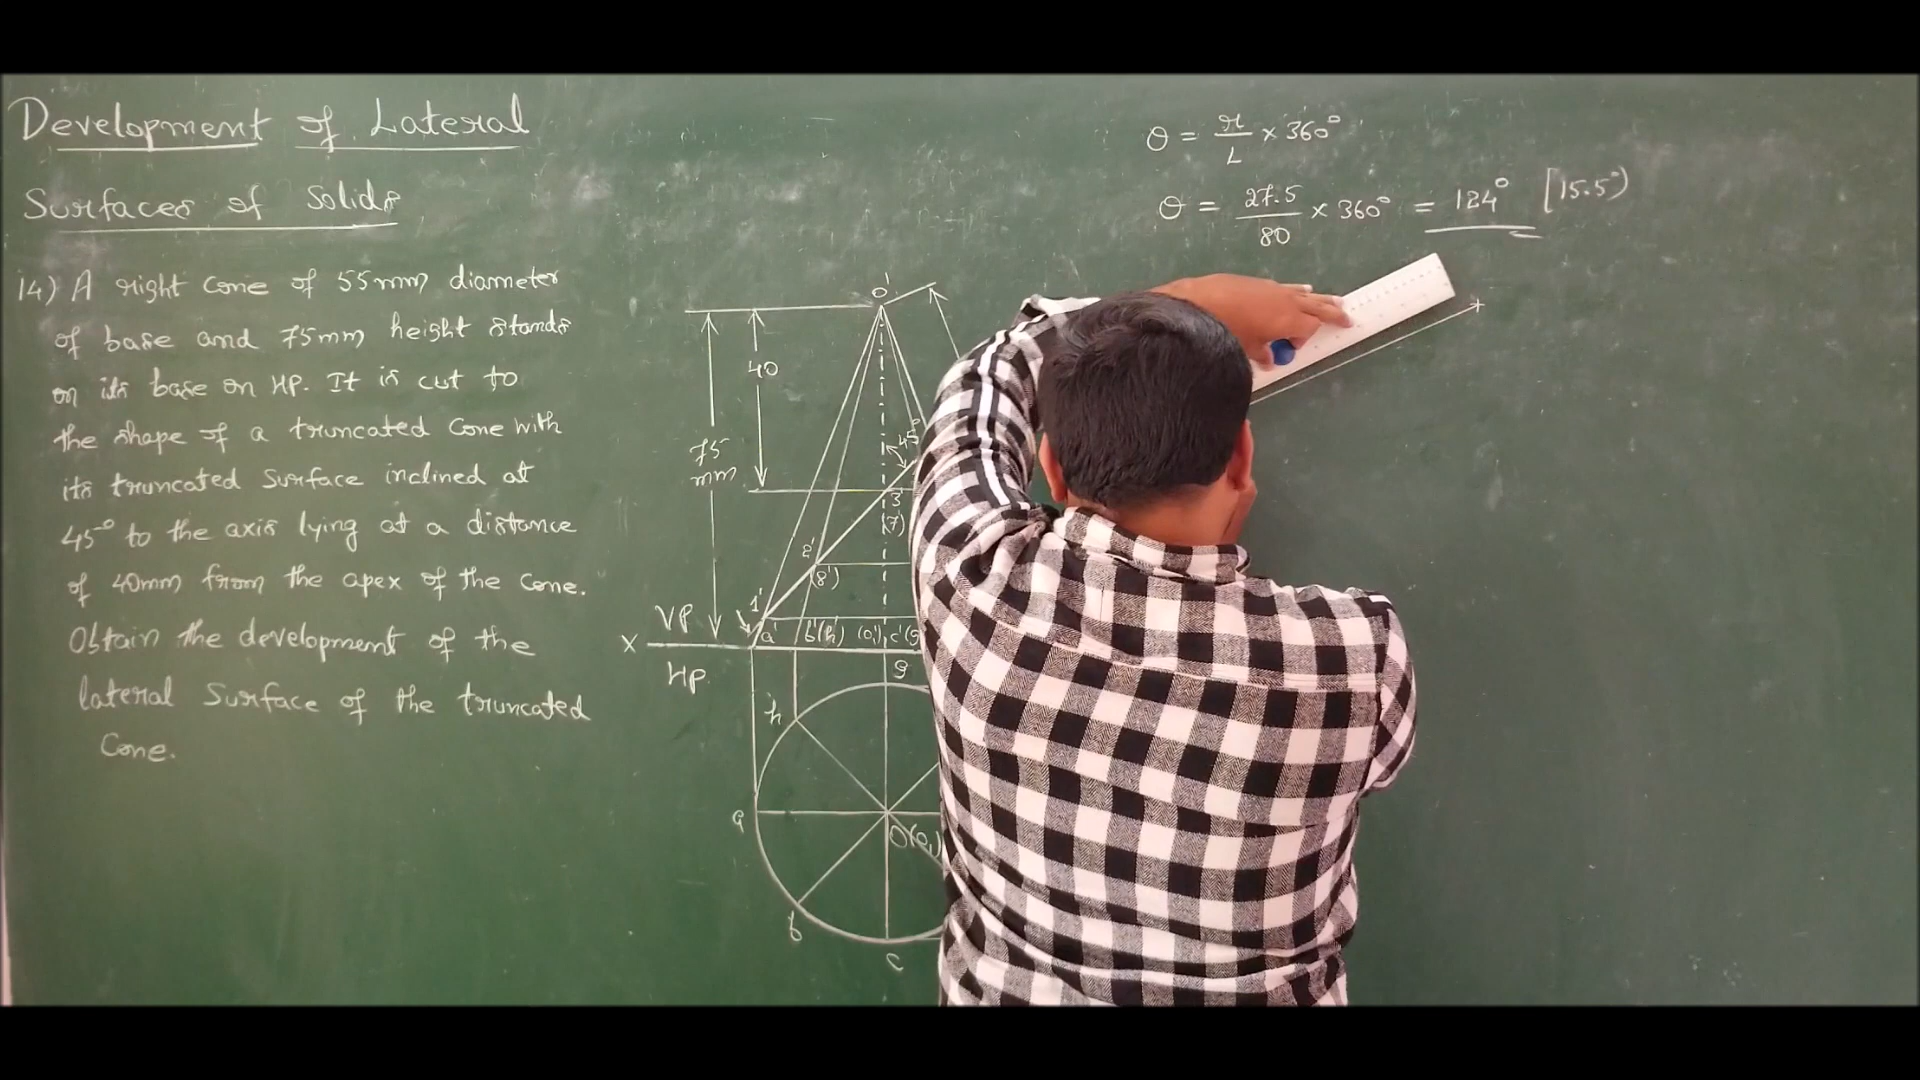 Development of Lateral
Surfaces of Solids
14) A right cone of 55mm diameter
of base and 75mm height stands
on its base on HP. It is cut to
the shape of a truncated cone with
its truncated surface inclined at
45° to the axis lying at a distance
of 40mm from the apex of the cone.
Obtain the development of the
lateral surface of the truncated
Cone.
θ = r/L × 360°
θ = 27.5/80 × 360° = 124° [15.5°)
o'
40
45°
75
mm
3'
(7')
2'
(8')
1'
VP
a' b'(h') (o₁') c'(g
X
HP
g
h
a
O(o₁)
b
c